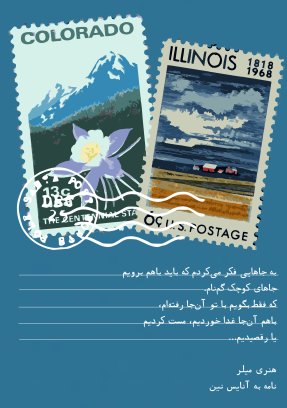 COLORADO
13c
THE CENTENNIAL STA
ILLINOIS
1818
1968
6c U.S. POSTAGE
به جاهایی فکر می‌کردم که باید باهم برویم
جاهای کوچک گم‌نام.
که فقط بگویم با تو آن‌جا رفته‌ام،
باهم آن‌جا غذا خوردیم، مست کردیم
یا رقصیدیم...
هنری میلر
نامه به آنایس نین